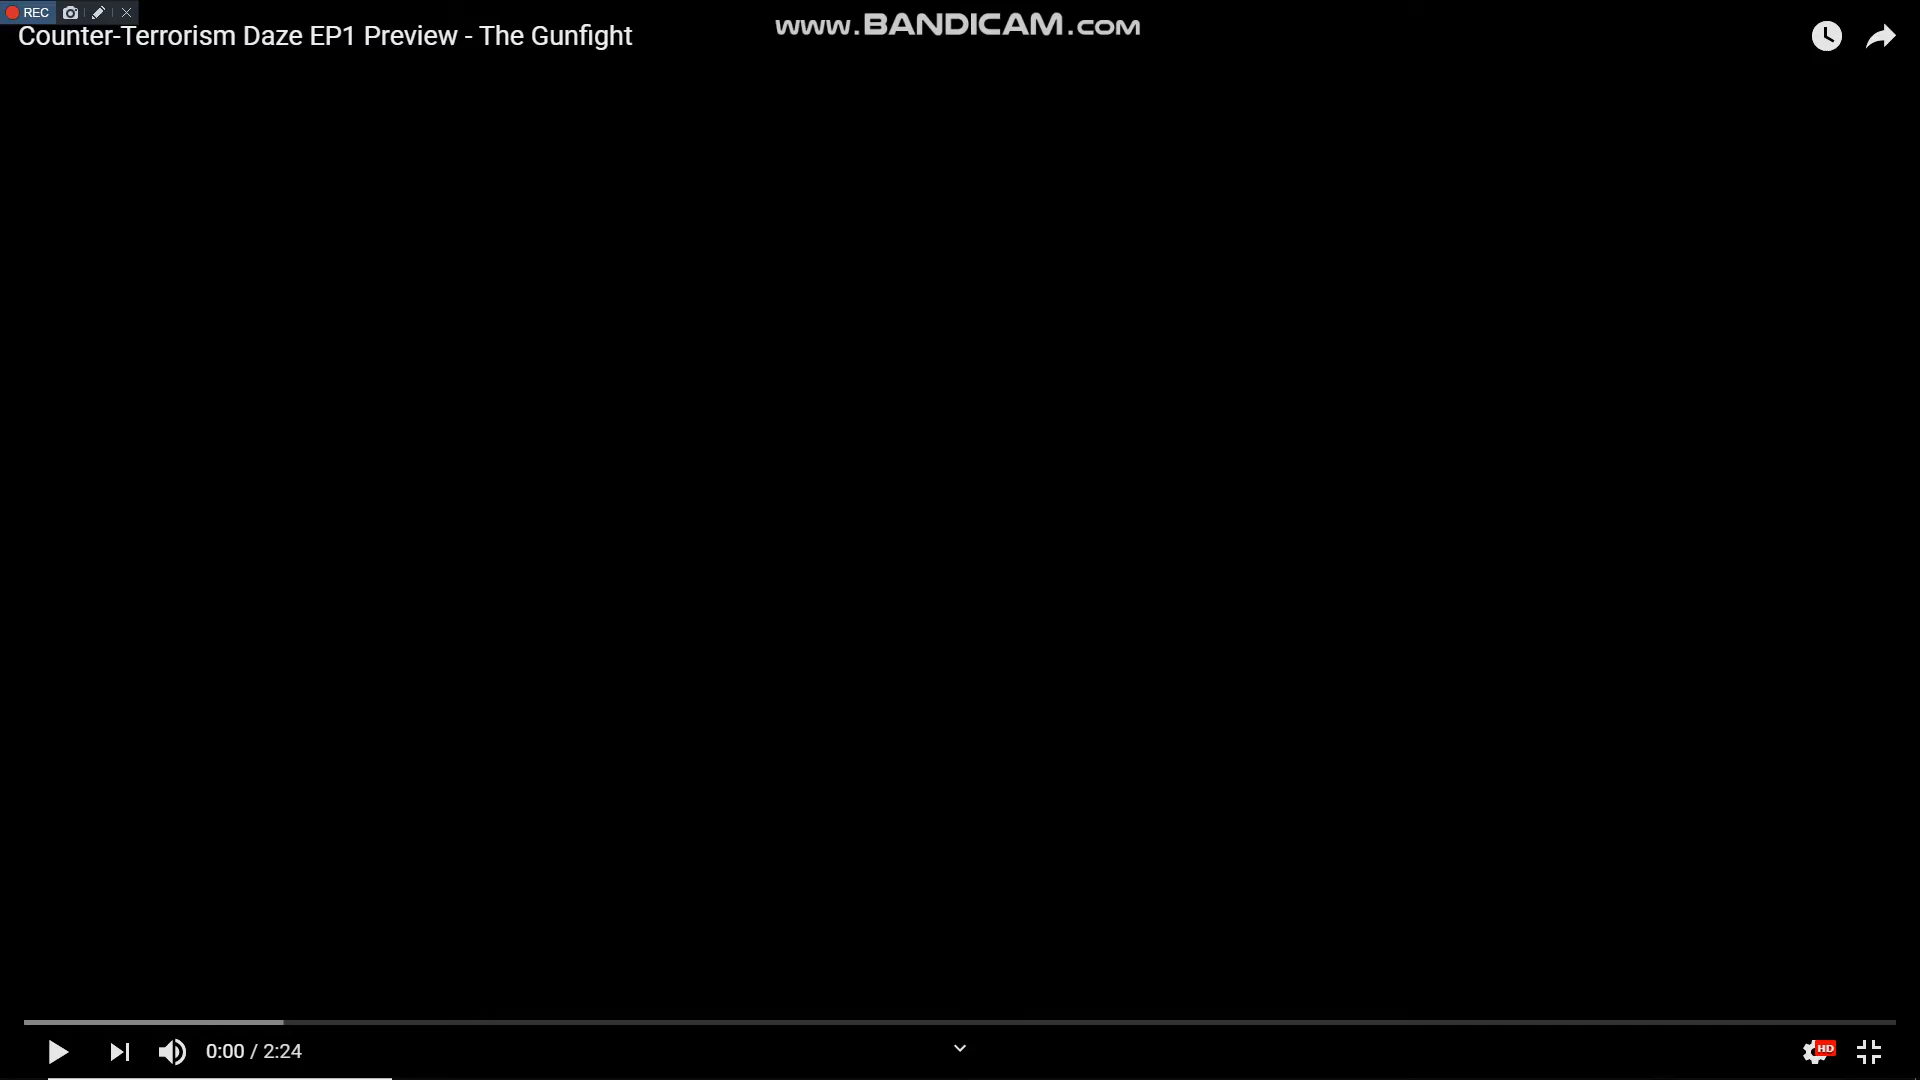 REC
www.BANDICAM.com
Counter-Terrorism Daze EP1 Preview - The Gunfight
0:00 / 2:24
HD